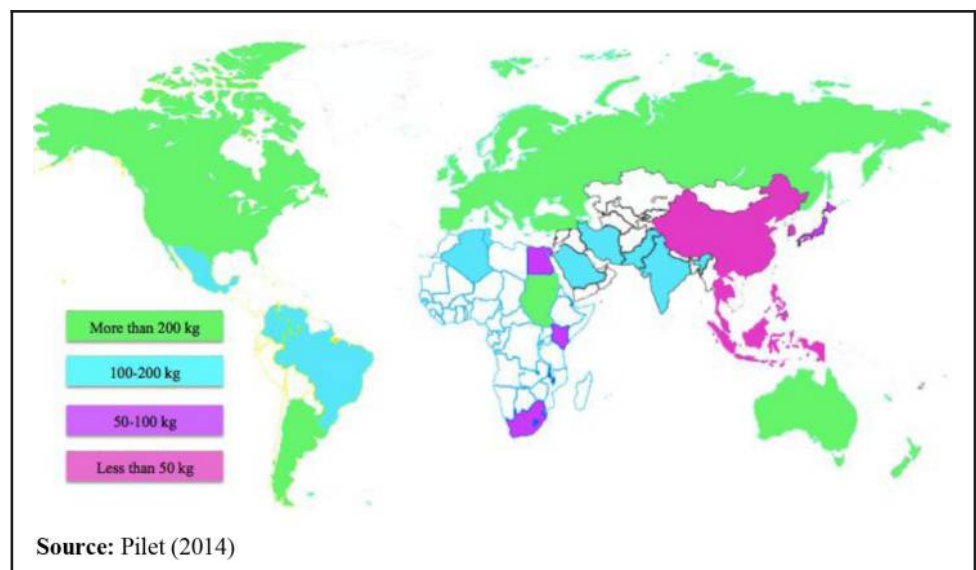 More than 200 kg
100-200 kg
50-100 kg
Less than 50 kg
Source: Pilet (2014)